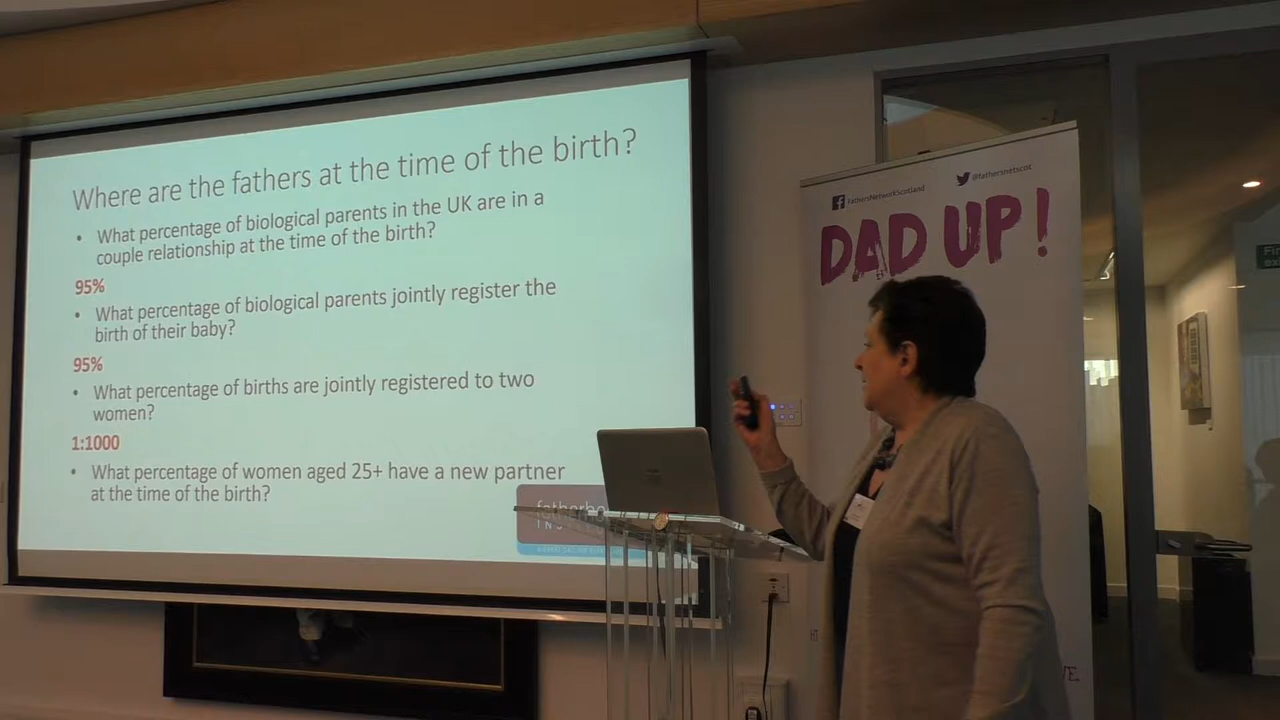 Where are the fathers at the time of the birth?
• What percentage of biological parents in the UK are in a
couple relationship at the time of the birth?
95%
• What percentage of biological parents jointly register the
birth of their baby?
95%
• What percentage of births are jointly registered to two
women?
1:1000
• What percentage of women aged 25+ have a new partner
at the time of the birth?
FathersNetworkScotland
@fathersnetscot
DAD UP!